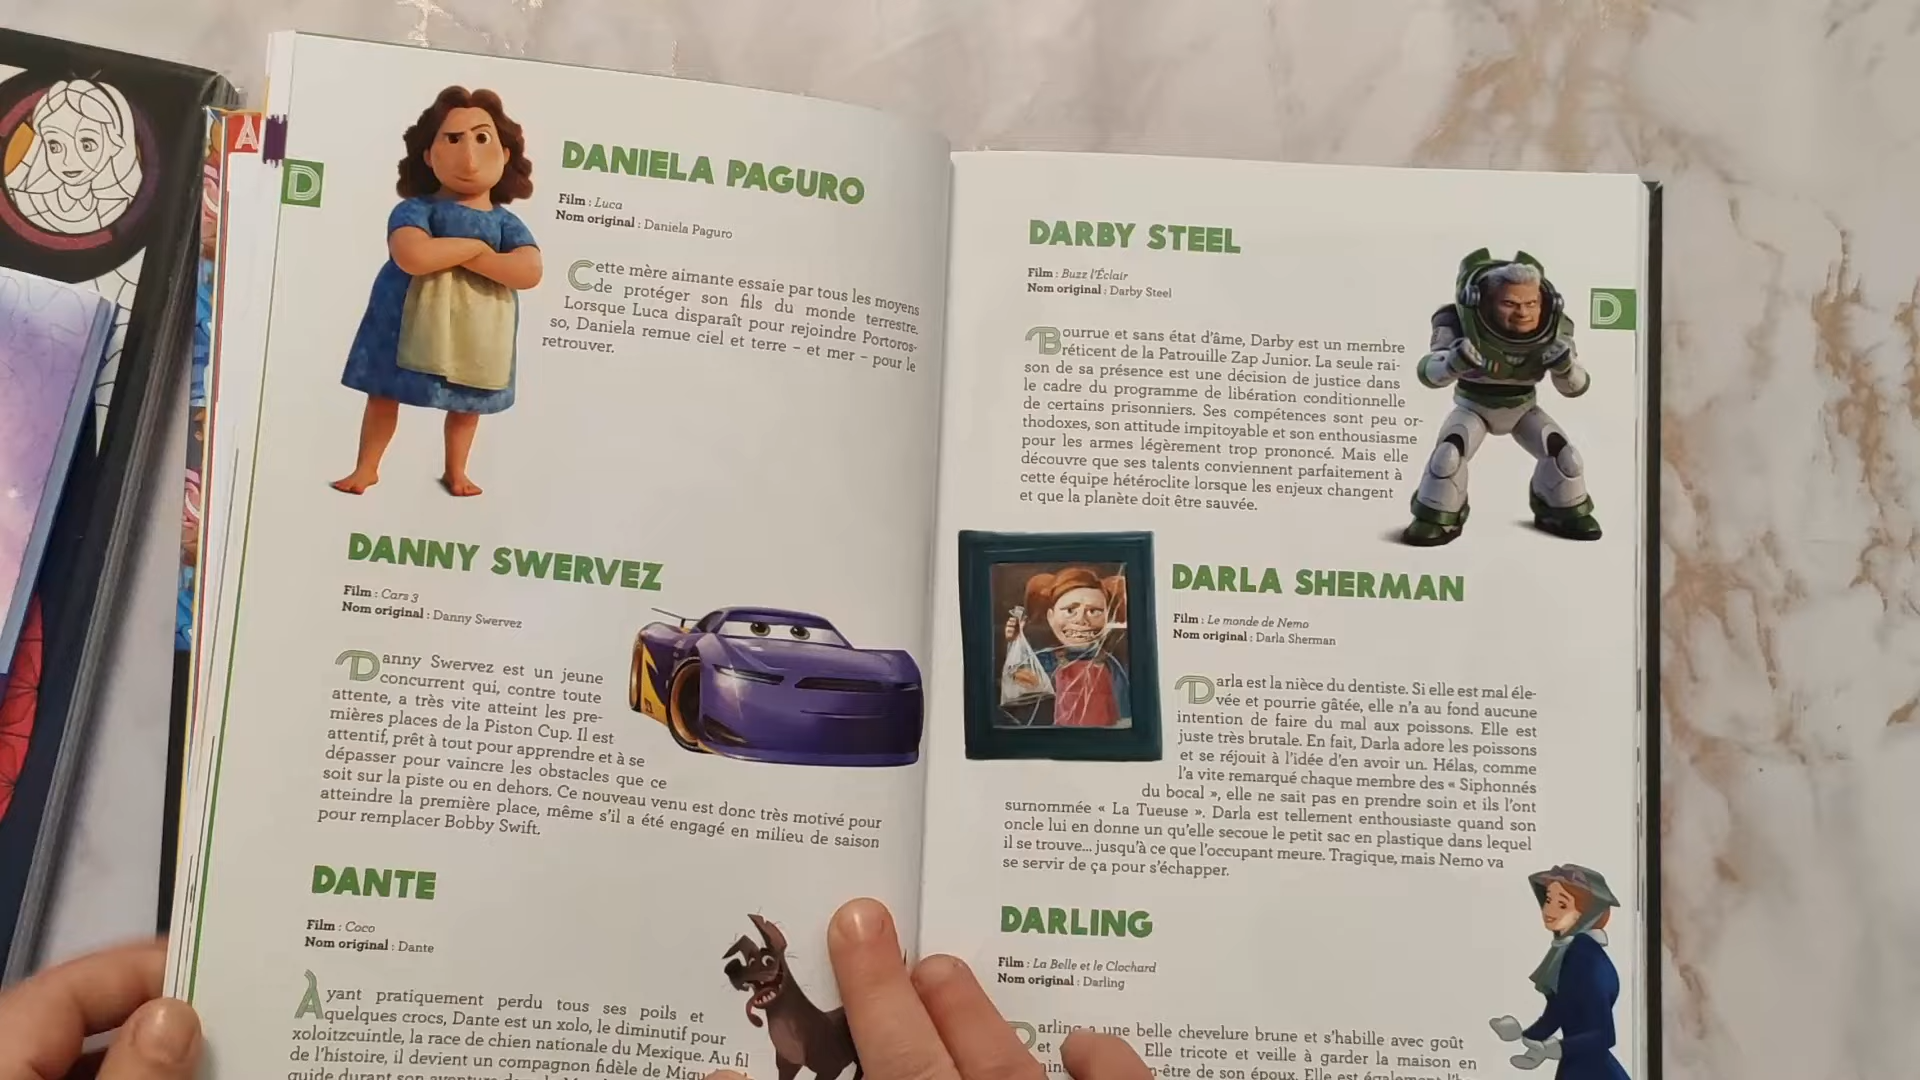 A
D
DANIELA PAGURO
Film : Luca
Nom original : Daniela Paguro
Cette mère aimante essaie par tous les moyens
de protéger son fils du monde terrestre.
Lorsque Luca disparaît pour rejoindre Portoros-
so, Daniela remue ciel et terre – et mer – pour le
retrouver.
DANNY SWERVEZ
Film : Cars 3
Nom original : Danny Swervez
Danny Swervez est un jeune
concurrent qui, contre toute
attente, a très vite atteint les pre-
mières places de la Piston Cup. Il est
attentif, prêt à tout pour apprendre et à se
dépasser pour vaincre les obstacles que ce
soit sur la piste ou en dehors. Ce nouveau venu est donc très motivé pour
atteindre la première place, même s'il a été engagé en milieu de saison
pour remplacer Bobby Swift.
DANTE
Film : Coco
Nom original : Dante
Ayant pratiquement perdu tous ses poils et
quelques crocs, Dante est un xolo, le diminutif pour
xoloitzcuintle, la race de chien nationale du Mexique. Au fil
de l'histoire, il devient un compagnon fidèle de
guide durant son
DARBY STEEL
Film : Buzz l'Éclair
Nom original : Darby Steel
D
Bourrue et sans état d'âme, Darby est un membre
réticent de la Patrouille Zap Junior. La seule rai-
son de sa présence est une décision de justice dans
le cadre du programme de libération conditionnelle
de certains prisonniers. Ses compétences sont peu or-
thodoxes, son attitude impitoyable et son enthousiasme
pour les armes légèrement trop prononcé. Mais elle
découvre que ses talents conviennent parfaitement à
cette équipe hétéroclite lorsque les enjeux changent
et que la planète doit être sauvée.
DARLA SHERMAN
Film : Le monde de Nemo
Nom original : Darla Sherman
Darla est la nièce du dentiste. Si elle est mal éle-
vée et pourrie gâtée, elle n'a au fond aucune
intention de faire du mal aux poissons. Elle est
juste très brutale. En fait, Darla adore les poissons
et se réjouit à l'idée d'en avoir un. Hélas, comme
l'a vite remarqué chaque membre des « Siphonnés
du bocal », elle ne sait pas en prendre soin et ils l'ont
surnommée « La Tueuse ». Darla est tellement enthousiaste quand son
oncle lui en donne un qu'elle secoue le petit sac en plastique dans lequel
il se trouve... jusqu'à ce que l'occupant meure. Tragique, mais Nemo va
se servir de ça pour s'échapper.
DARLING
Film : La Belle et le Clochard
Nom original : Darling
Darling a une belle chevelure brune et s'habille avec goût
et Elle tricote et veille à garder la maison en
de son époux. Elle est également